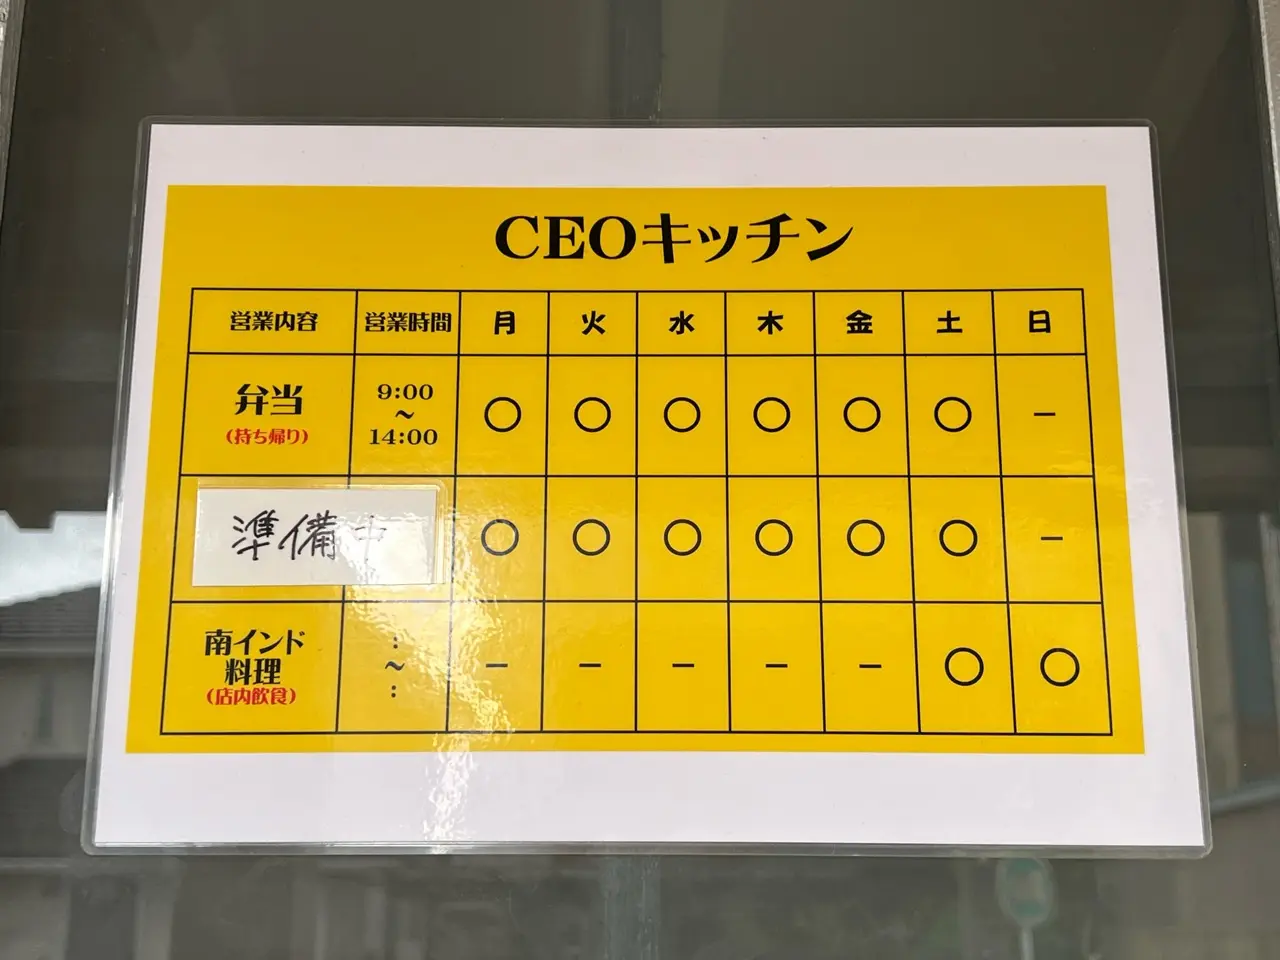 CEOキッチン
営業内容 営業時間 月 火 水 木 金 土 日
弁当
(持ち帰り)
9:00
~
14:00
○ ○ ○ ○ ○ ○ −
準備中
○ ○ ○ ○ ○ ○ −
南インド
料理
(店内飲食)
:
~
:
− − − − − ○ ○